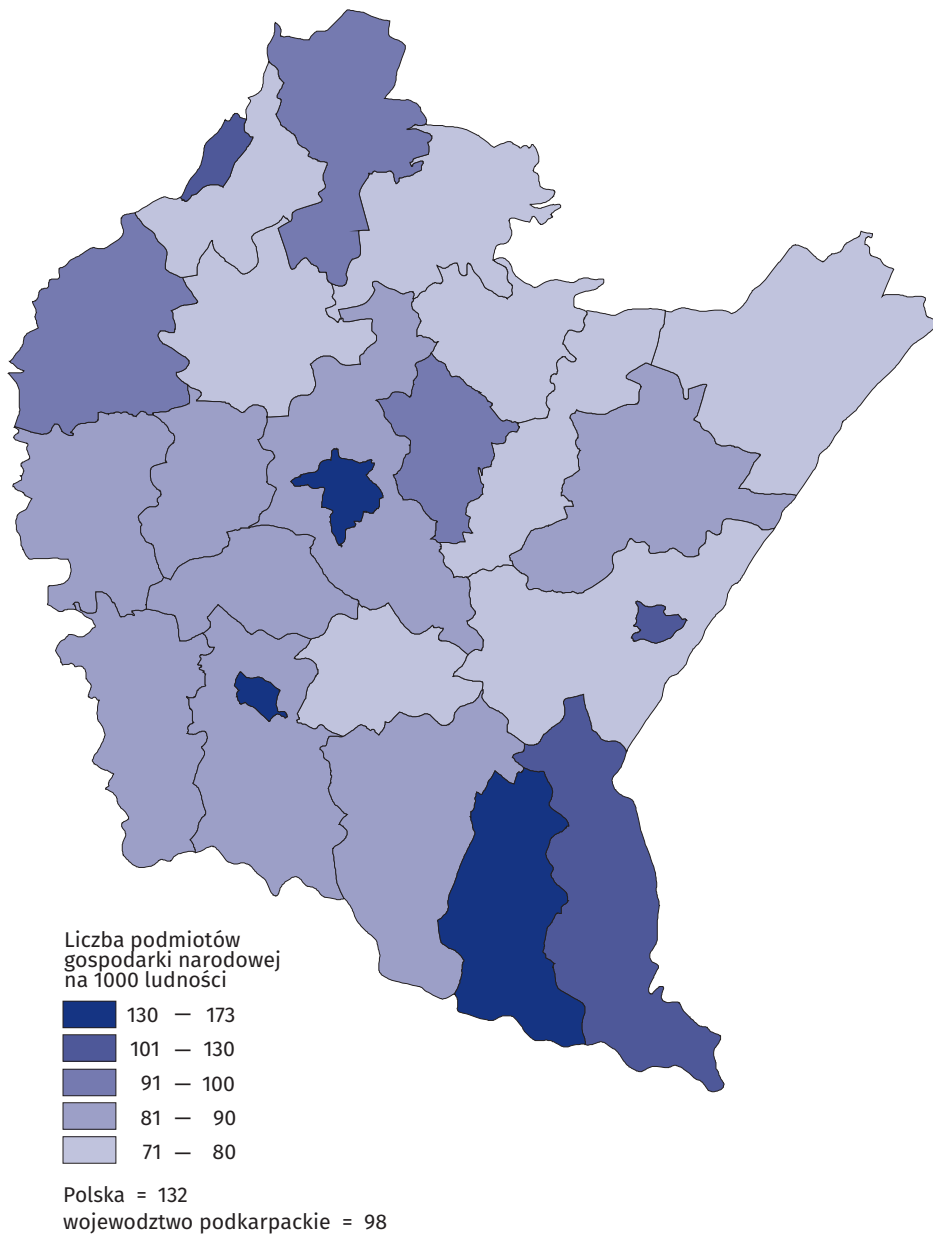 Liczba podmiotów
gospodarki narodowej
na 1000 ludności
130 — 173
101 — 130
91 — 100
81 — 90
71 — 80
Polska = 132
wojewodztwo podkarpackie = 98